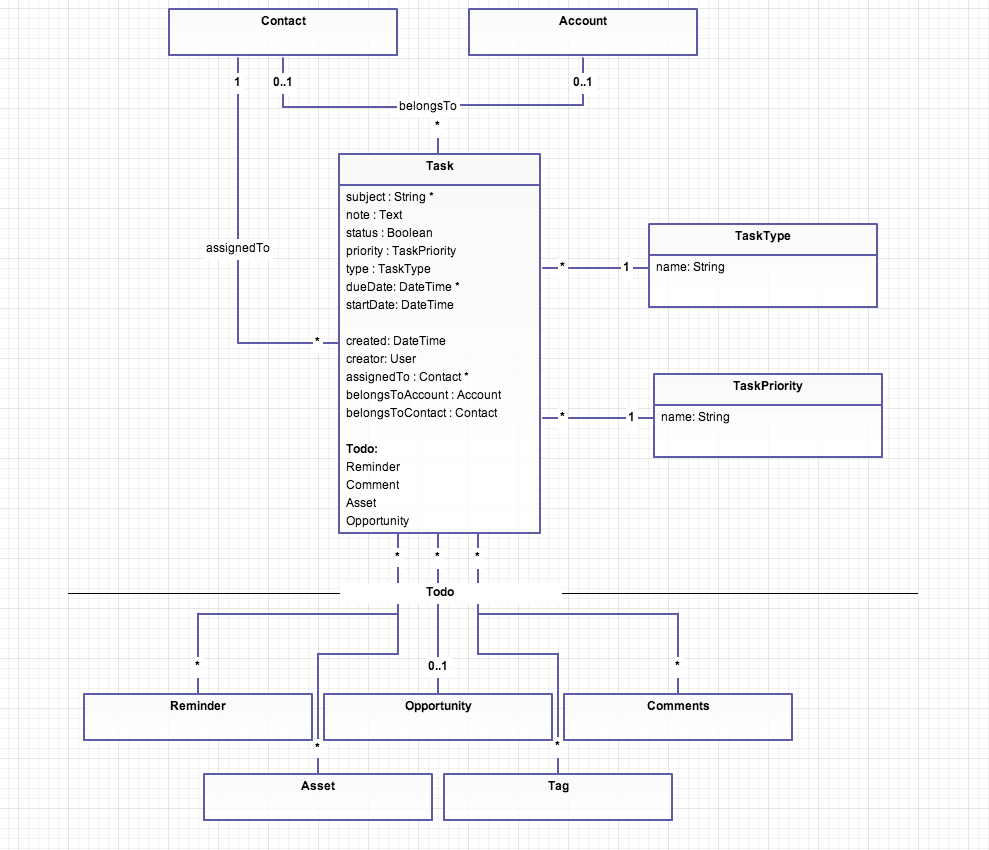 Contact
Account
1
0..1
0..1
belongsTo
*
Task
subject : String *
note : Text
status : Boolean
priority : TaskPriority
type : TaskType
dueDate: DateTime *
startDate: DateTime
created: DateTime
creator: User
assignedTo : Contact *
belongsToAccount : Account
belongsToContact : Contact
Todo:
Reminder
Comment
Asset
Opportunity
assignedTo
*
TaskType
name: String
*
1
TaskPriority
name: String
*
1
*
*
*
Todo
*
0..1
*
Reminder
Opportunity
Comments
*
*
Asset
Tag